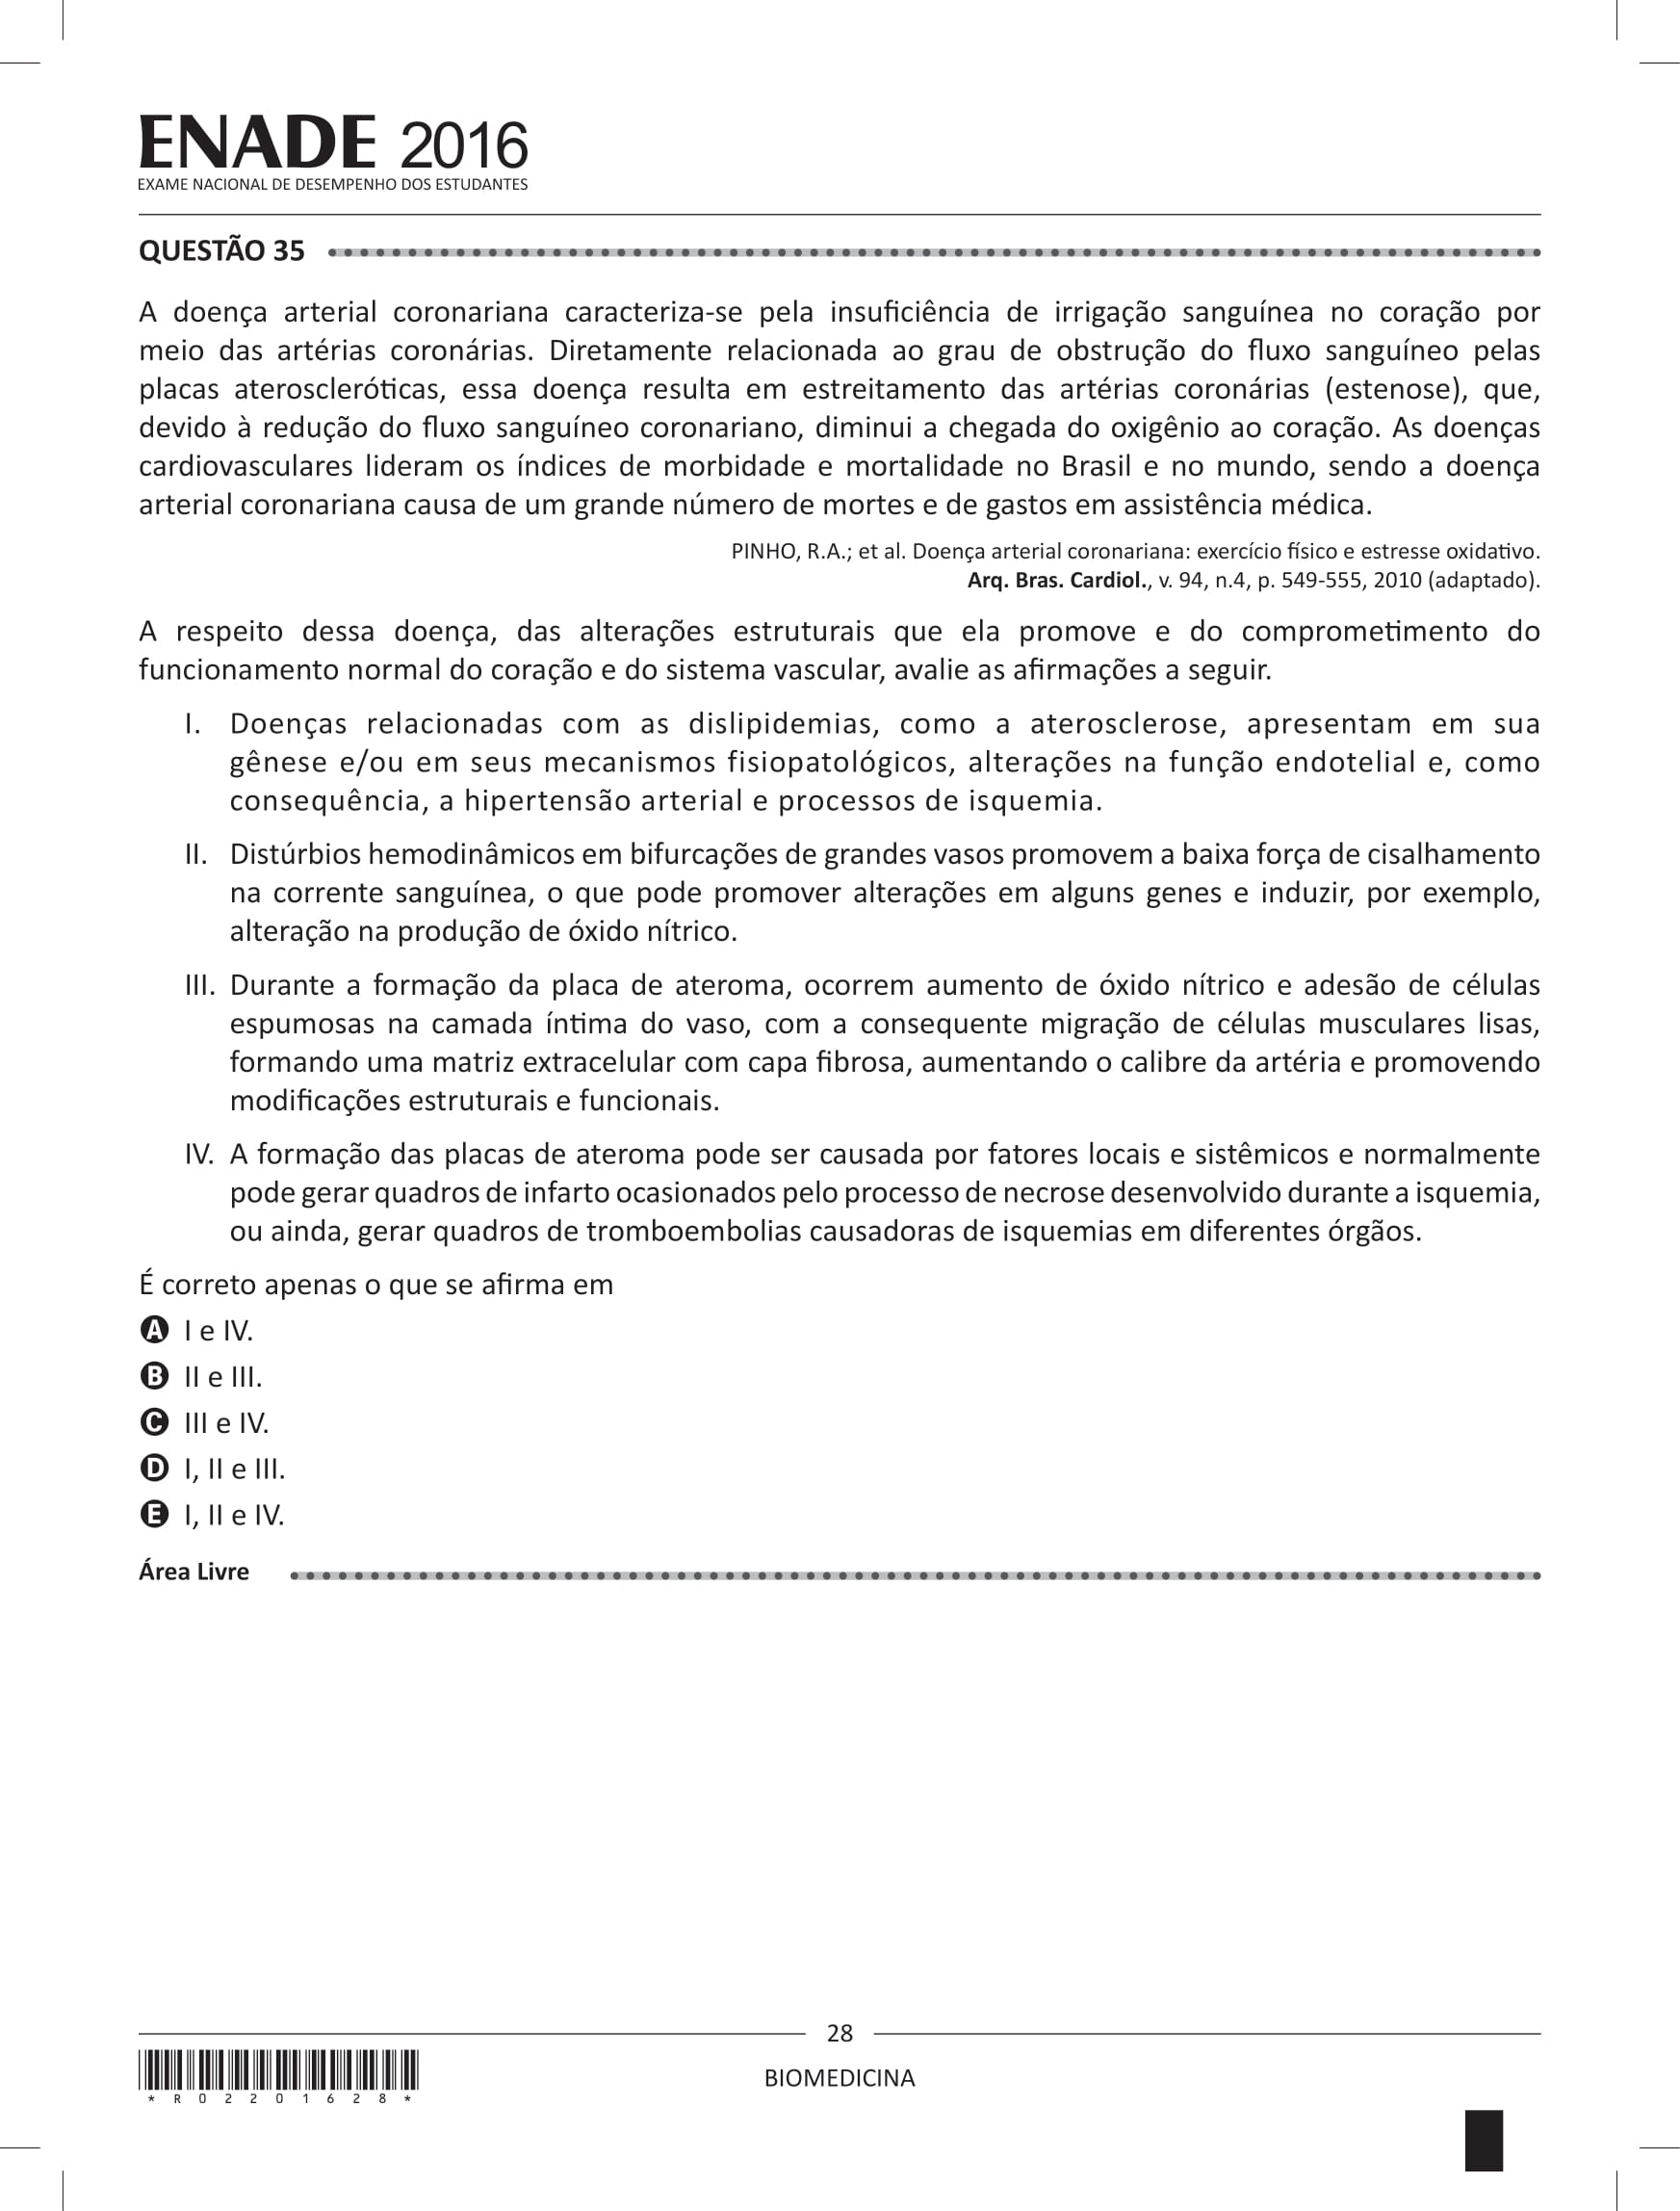 ENADE 2016
EXAME NACIONAL DE DESEMPENHO DOS ESTUDANTES
QUESTÃO 35
A doença arterial coronariana caracteriza-se pela insuficiência de irrigação sanguínea no coração por
meio das artérias coronárias. Diretamente relacionada ao grau de obstrução do fluxo sanguíneo pelas
placas ateroscleróticas, essa doença resulta em estreitamento das artérias coronárias (estenose), que,
devido à redução do fluxo sanguíneo coronariano, diminui a chegada do oxigênio ao coração. As doenças
cardiovasculares lideram os índices de morbidade e mortalidade no Brasil e no mundo, sendo a doença
arterial coronariana causa de um grande número de mortes e de gastos em assistência médica.
PINHO, R.A.; et al. Doença arterial coronariana: exercício físico e estresse oxidativo.
Arq. Bras. Cardiol., v. 94, n.4, p. 549-555, 2010 (adaptado).
A respeito dessa doença, das alterações estruturais que ela promove e do comprometimento do
funcionamento normal do coração e do sistema vascular, avalie as afirmações a seguir.
I. Doenças relacionadas com as dislipidemias, como a aterosclerose, apresentam em sua
gênese e/ou em seus mecanismos fisiopatológicos, alterações na função endotelial e, como
consequência, a hipertensão arterial e processos de isquemia.
II. Distúrbios hemodinâmicos em bifurcações de grandes vasos promovem a baixa força de cisalhamento
na corrente sanguínea, o que pode promover alterações em alguns genes e induzir, por exemplo,
alteração na produção de óxido nítrico.
III. Durante a formação da placa de ateroma, ocorrem aumento de óxido nítrico e adesão de células
espumosas na camada íntima do vaso, com a consequente migração de células musculares lisas,
formando uma matriz extracelular com capa fibrosa, aumentando o calibre da artéria e promovendo
modificações estruturais e funcionais.
IV. A formação das placas de ateroma pode ser causada por fatores locais e sistêmicos e normalmente
pode gerar quadros de infarto ocasionados pelo processo de necrose desenvolvido durante a isquemia,
ou ainda, gerar quadros de tromboembolias causadoras de isquemias em diferentes órgãos.
É correto apenas o que se afirma em
A I e IV.
B II e III.
C III e IV.
D I, II e III.
E I, II e IV.
Área Livre
28
BIOMEDICINA
* R 0 2 2 0 1 6 2 8 *